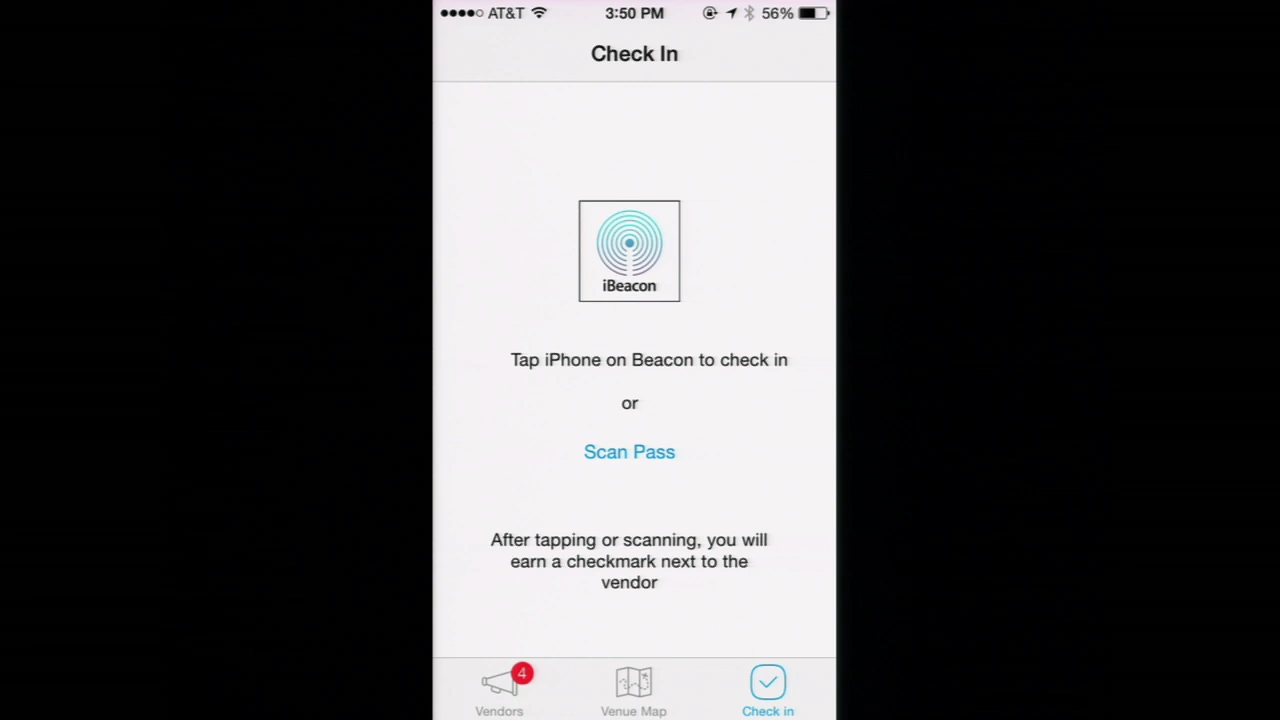 AT&T 3:50 PM 56%
Check In
iBeacon
Tap iPhone on Beacon to check in
or
Scan Pass
After tapping or scanning, you will
earn a checkmark next to the
vendor
4
Vendors Venue Map Check in